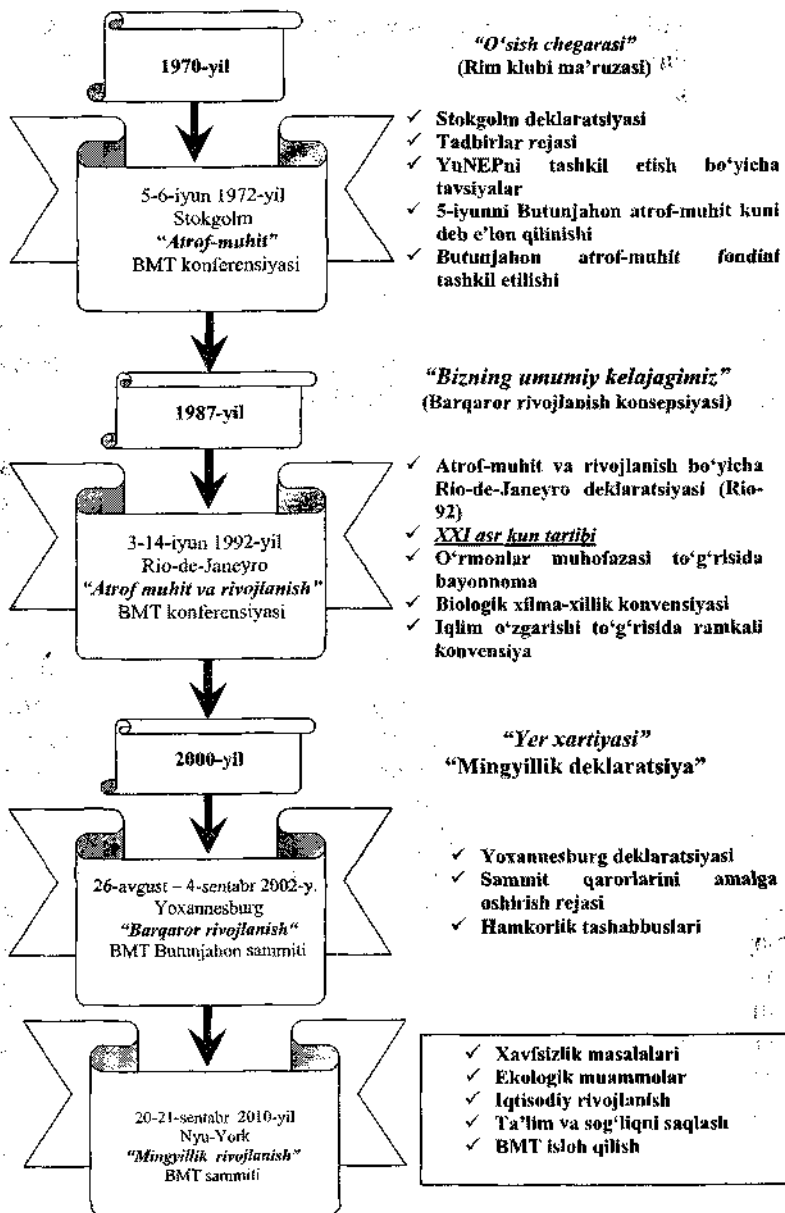 1970-yil
“O‘sish chegarasi”
(Rim klubi ma’ruzasi)
5-6-iyun 1972-yil
Stokgolm
“Atrof-muhit”
BMT konferensiyasi
✓ Stokgolm deklaratsiyasi
✓ Tadbirlar rejasi
✓ YuNEPni tashkil etish bo‘yicha
tavsiyalar
✓ 5-iyunni Butunjahon atrof-muhit kuni
deb e’lon qilinishi
✓ Butunjahon atrof-muhit fondini
tashkil etilishi
1987-yil
“Bizning umumiy kelajagimiz”
(Barqaror rivojlanish konsepsiyasi)
3-14-iyun 1992-yil
Rio-de-Janeyro
“Atrof muhit va rivojlanish”
BMT konferensiyasi
✓ Atrof-muhit va rivojlanish bo‘yicha
Rio-de-Janeyro deklaratsiyasi (Rio-
92)
✓ XXI asr kun tartibi
✓ O‘rmonlar muhofazasi to‘g‘risida
bayonnoma
✓ Biologik xilma-xillik konvensiyasi
✓ Iqlim o‘zgarishi to‘g‘risida ramkali
konvensiya
2000-yil
“Yer xartiyasi”
“Mingyillik deklaratsiya”
26-avgust – 4-sentabr 2002-y.
Yoxannesburg
“Barqaror rivojlanish“
BMT Butunjahon sammiti
✓ Yoxannesburg deklaratsiyasi
✓ Sammit qarorlarini amalga
oshirish rejasi
✓ Hamkorlik tashabbuslari
20-21-sentabr 2010-yil
Nyu-York
“Mingyillik rivojlanish”
BMT sammiti
✓ Xavfsizlik masalalari
✓ Ekologik muammolar
✓ Iqtisodiy rivojlanish
✓ Ta’lim va sog‘liqni saqlash
✓ BMT isloh qilish